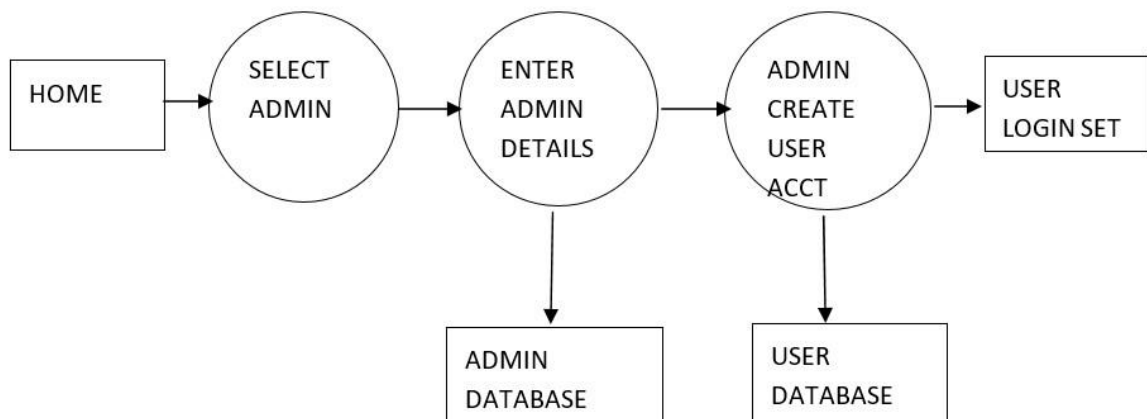 HOME
SELECT
ADMIN
ENTER
ADMIN
DETAILS
ADMIN
CREATE
USER
ACCT
USER
LOGIN SET
ADMIN
DATABASE
USER
DATABASE